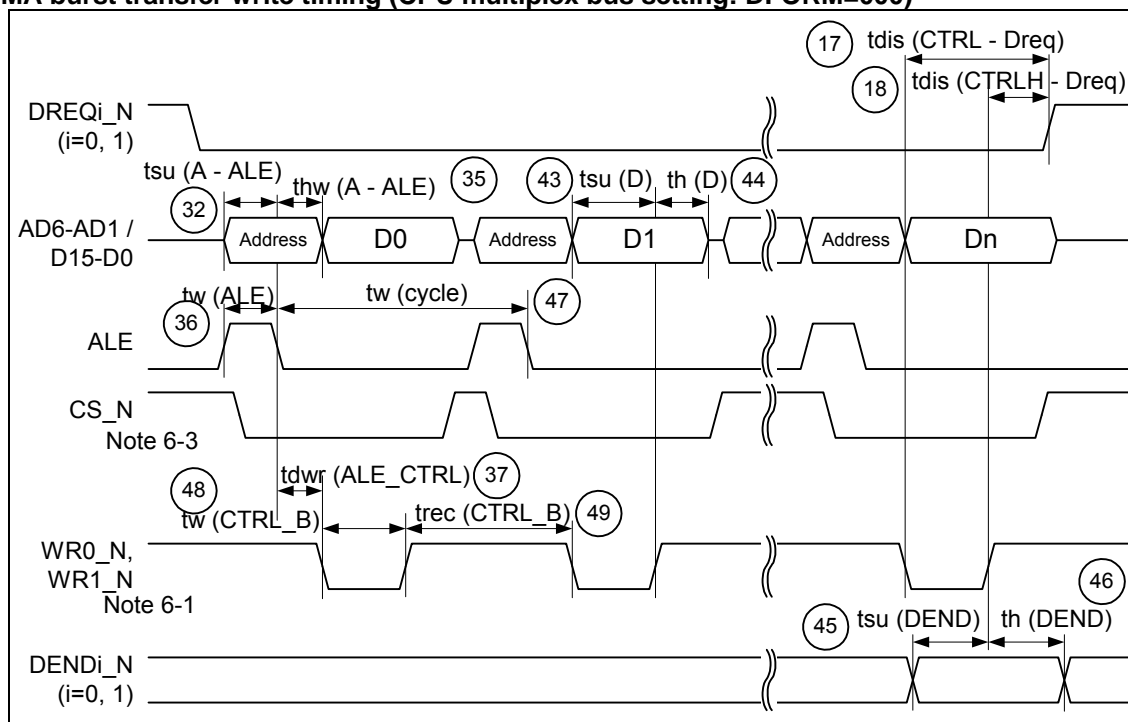 MA burst transfer write timing (CPU multiplex bus setting: DFORM=000)
17 tdis (CTRL - Dreq)
18 tdis (CTRLH - Dreq)
DREQi_N
(i=0, 1)
tsu (A - ALE)
thw (A - ALE) 35 43 tsu (D) th (D) 44
32
AD6-AD1 /
D15-D0
Address D0 Address D1 Address Dn
tw (ALE) tw (cycle) 47
36
ALE
CS_N
Note 6-3
48 tdwr (ALE_CTRL) 37
tw (CTRL_B) trec (CTRL_B) 49
WR0_N,
WR1_N
Note 6-1
46
45 tsu (DEND) th (DEND)
DENDi_N
(i=0, 1)